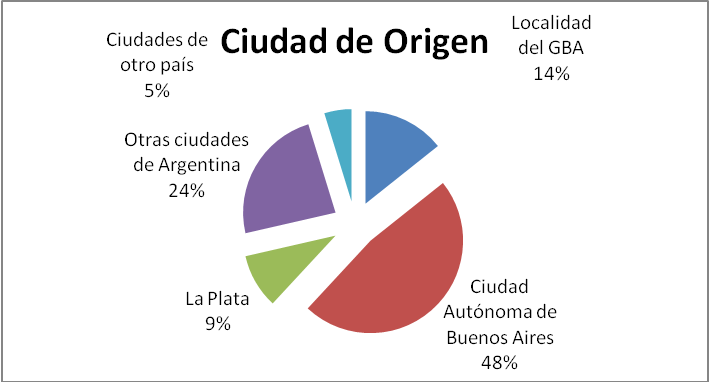 Ciudad de Origen
Localidad
del GBA
14%
Ciudad
Autónoma de
Buenos Aires
48%
La Plata
9%
Otras ciudades
de Argentina
24%
Ciudades de
otro país
5%